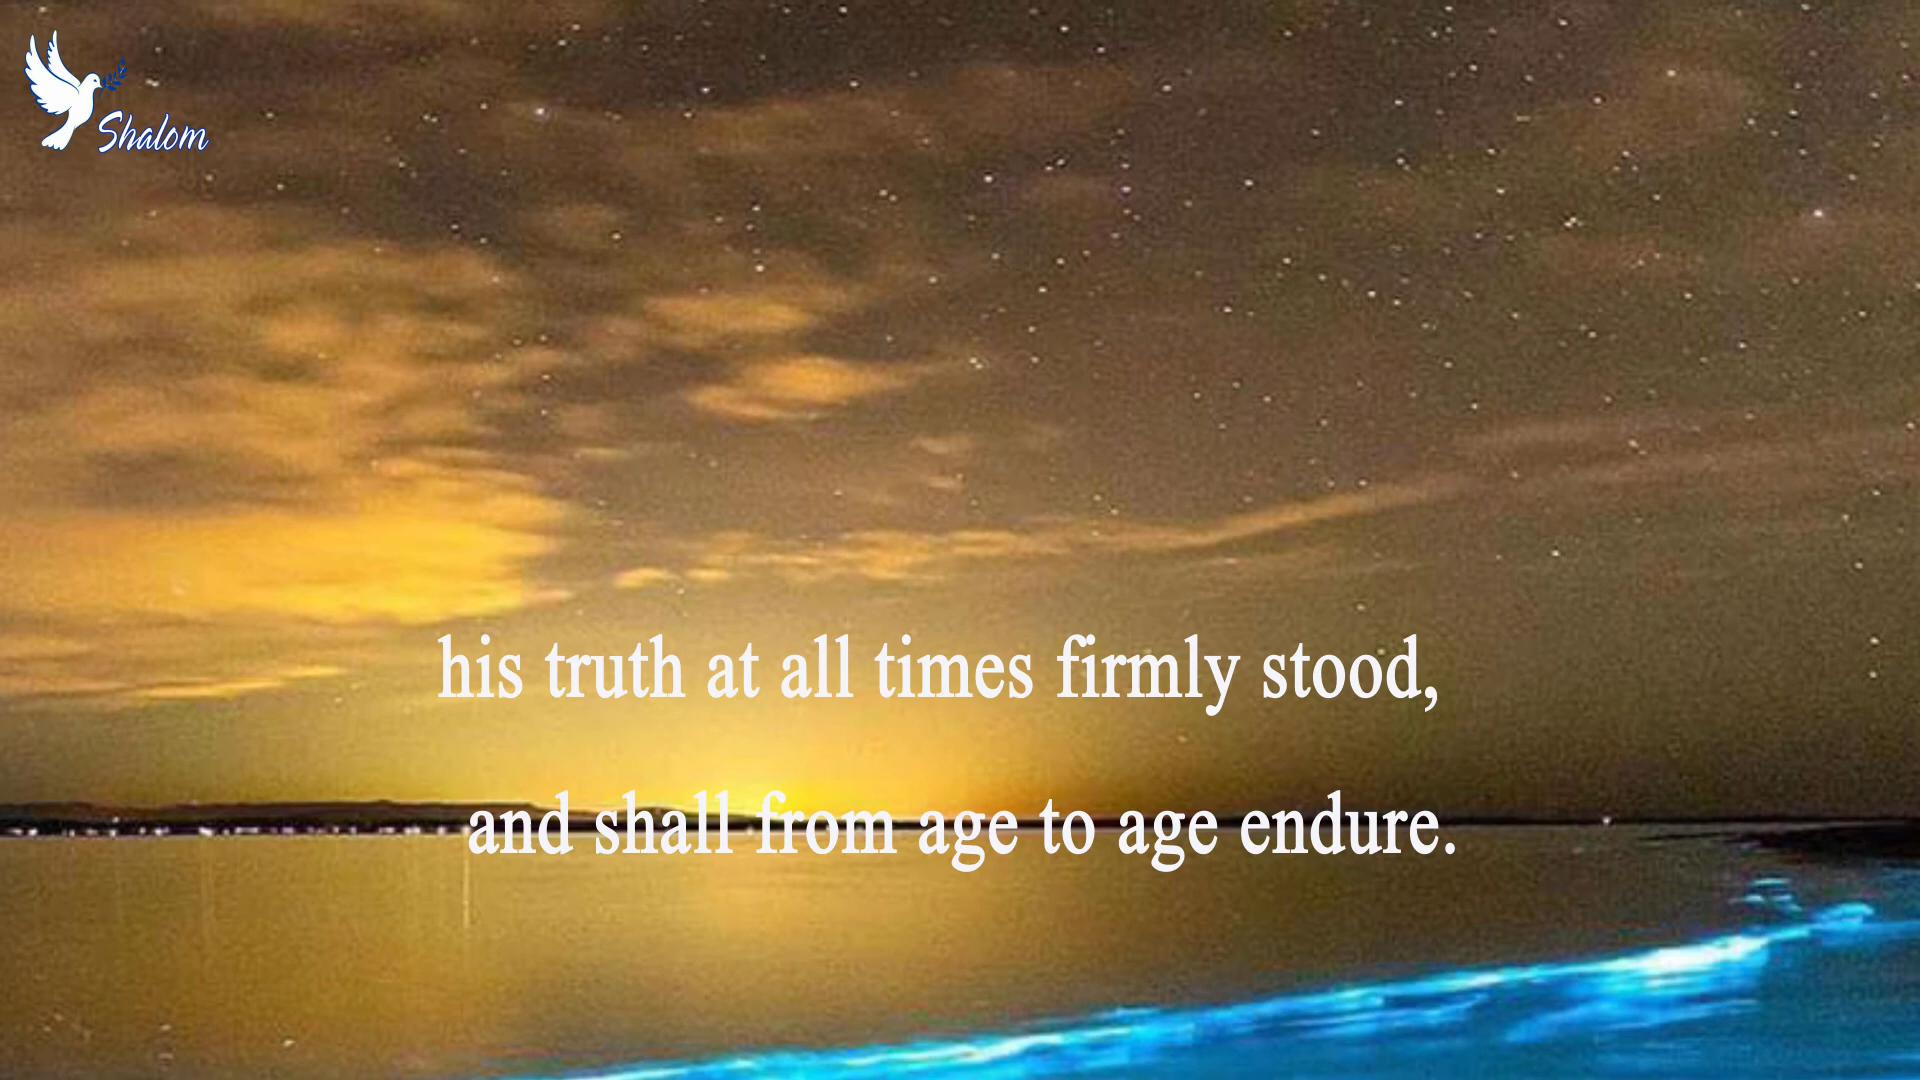 Shalom
his truth at all times firmly stood,
and shall from age to age endure.